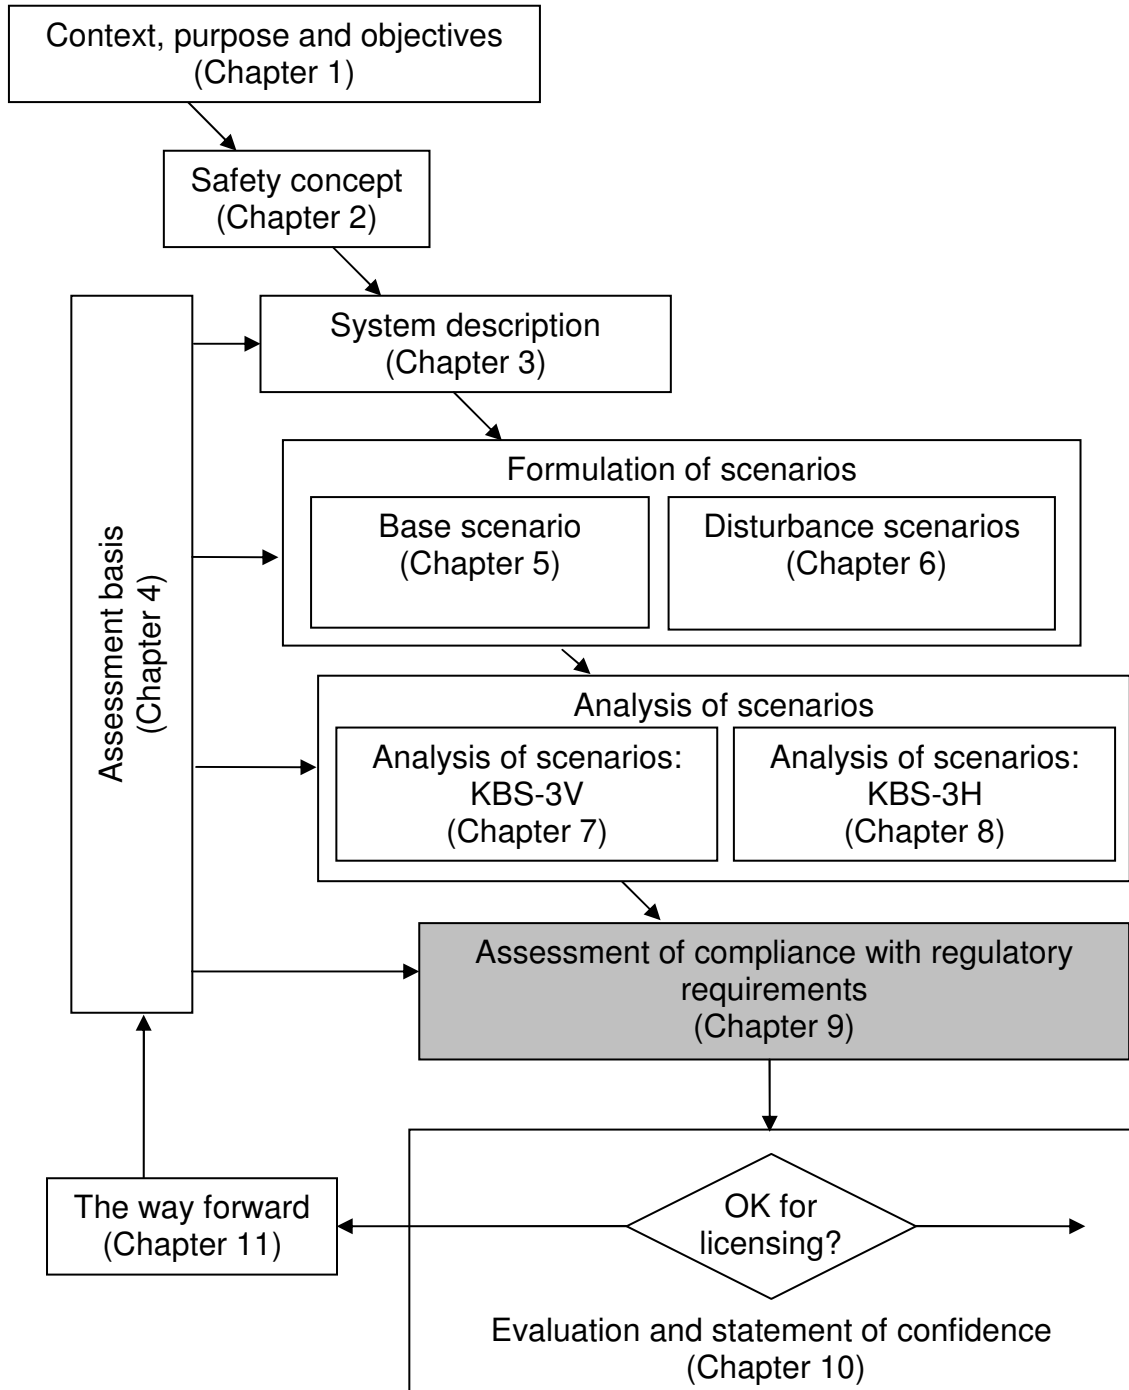 Context, purpose and objectives
(Chapter 1)
Safety concept
(Chapter 2)
System description
(Chapter 3)
Assessment basis
(Chapter 4)
Formulation of scenarios
Base scenario
(Chapter 5)
Disturbance scenarios
(Chapter 6)
Analysis of scenarios
Analysis of scenarios:
KBS-3V
(Chapter 7)
Analysis of scenarios:
KBS-3H
(Chapter 8)
Assessment of compliance with regulatory
requirements
(Chapter 9)
OK for
licensing?
The way forward
(Chapter 11)
Evaluation and statement of confidence
(Chapter 10)